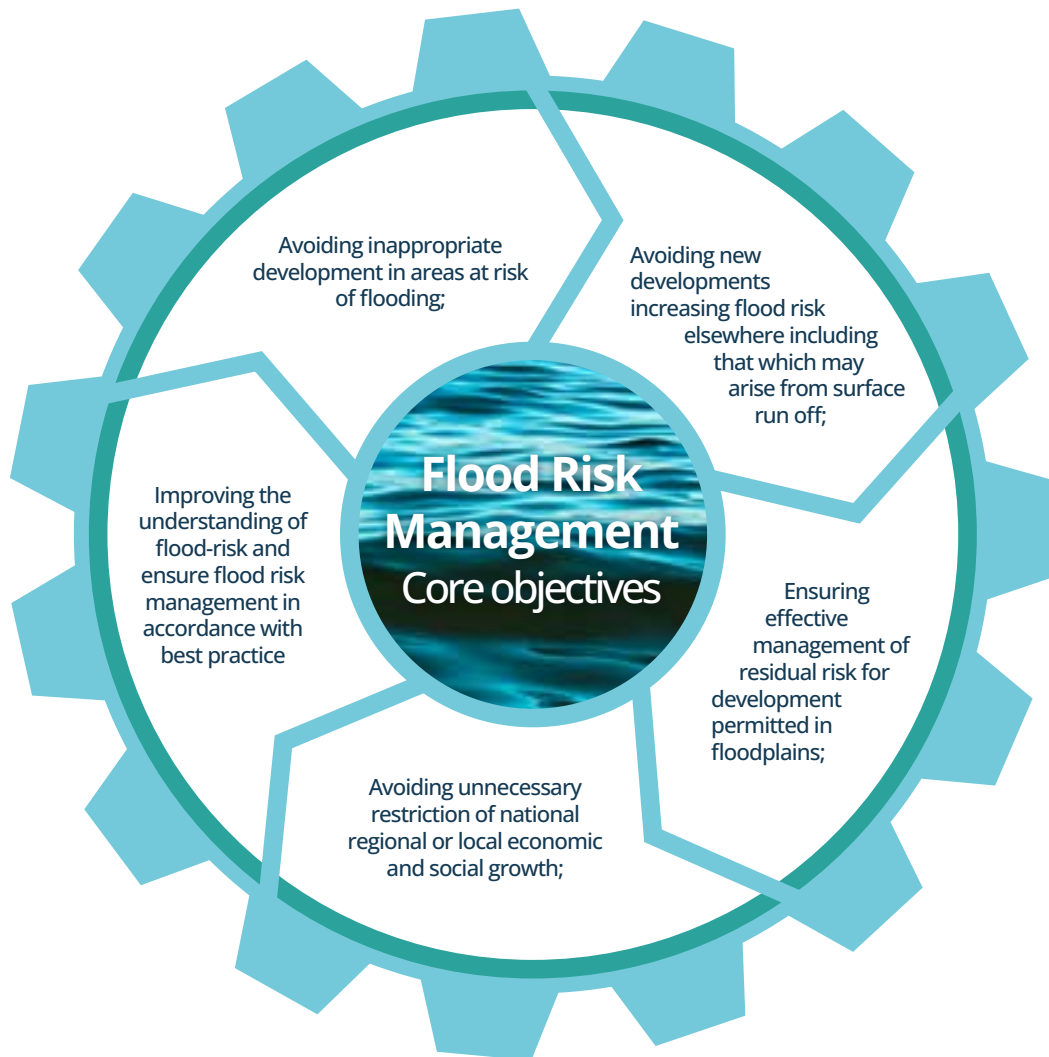 Flood Risk
Management
Core objectives
Avoiding inappropriate
development in areas at risk
of flooding;
Avoiding new
developments
increasing flood risk
elsewhere including
that which may
arise from surface
run off;
Ensuring
effective
management of
residual risk for
development
permitted in
floodplains;
Avoiding unnecessary
restriction of national
regional or local economic
and social growth;
Improving the
understanding of
flood-risk and
ensure flood risk
management in
accordance with
best practice